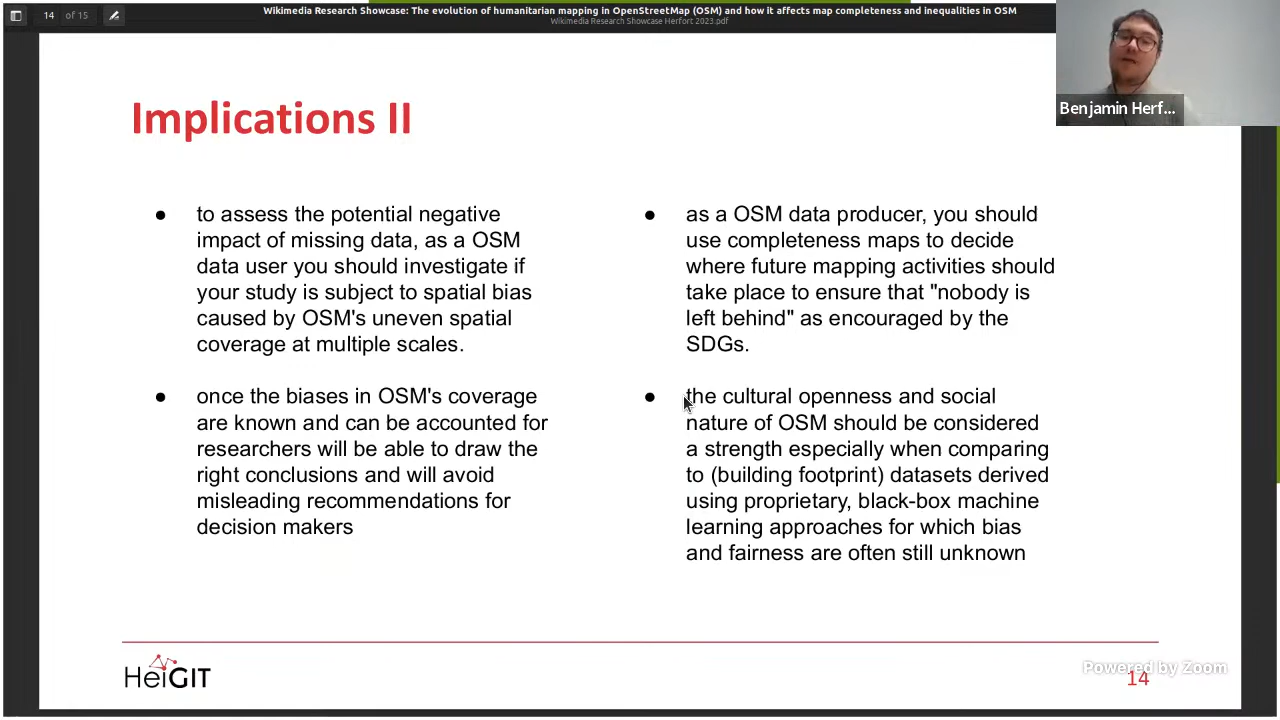 14 of 15
Wikimedia Research Showcase: The evolution of humanitarian mapping in OpenStreetMap (OSM) and how it affects map completeness and inequalities in OSM
Wikimedia Research Showcase Herfort 2023.pdf
Benjamin Herf...
Implications II
● to assess the potential negative
impact of missing data, as a OSM
data user you should investigate if
your study is subject to spatial bias
caused by OSM's uneven spatial
coverage at multiple scales.
● once the biases in OSM's coverage
are known and can be accounted for
researchers will be able to draw the
right conclusions and will avoid
misleading recommendations for
decision makers
● as a OSM data producer, you should
use completeness maps to decide
where future mapping activities should
take place to ensure that "nobody is
left behind" as encouraged by the
SDGs.
● the cultural openness and social
nature of OSM should be considered
a strength especially when comparing
to (building footprint) datasets derived
using proprietary, black-box machine
learning approaches for which bias
and fairness are often still unknown
HeiGIT
Powered by Zoom
14